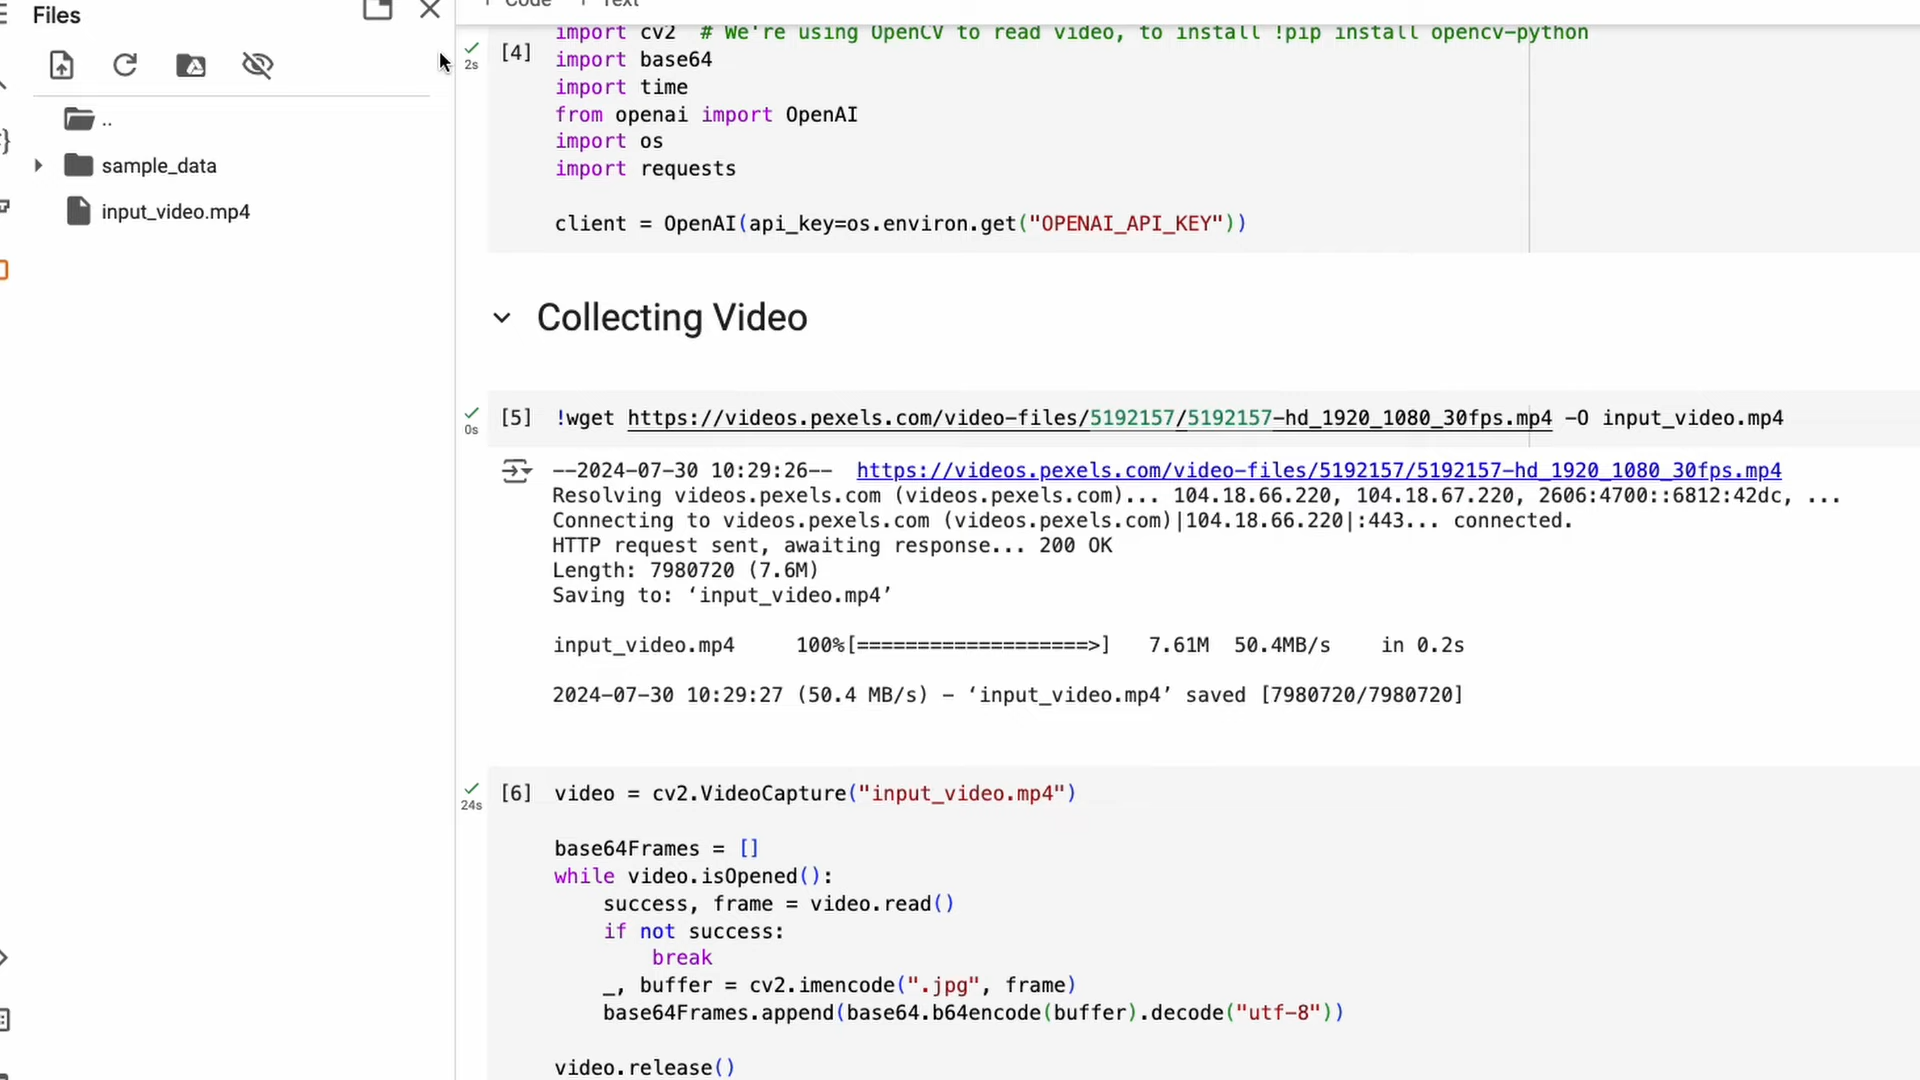 Files
+ Code + Text
..
sample_data
input_video.mp4
2s
[4]
import cv2  # We're using OpenCV to read video, to install !pip install opencv-python
import base64
import time
from openai import OpenAI
import os
import requests
client = OpenAI(api_key=os.environ.get("OPENAI_API_KEY"))
Collecting Video
0s
[5] !wget https://videos.pexels.com/video-files/5192157/5192157-hd_1920_1080_30fps.mp4 -O input_video.mp4
--2024-07-30 10:29:26--  https://videos.pexels.com/video-files/5192157/5192157-hd_1920_1080_30fps.mp4
Resolving videos.pexels.com (videos.pexels.com)... 104.18.66.220, 104.18.67.220, 2606:4700::6812:42dc, ...
Connecting to videos.pexels.com (videos.pexels.com)|104.18.66.220|:443... connected.
HTTP request sent, awaiting response... 200 OK
Length: 7980720 (7.6M)
Saving to: ‘input_video.mp4’
input_video.mp4     100%[===================>]   7.61M  50.4MB/s    in 0.2s
2024-07-30 10:29:27 (50.4 MB/s) - ‘input_video.mp4’ saved [7980720/7980720]
24s
[6] video = cv2.VideoCapture("input_video.mp4")
base64Frames = []
while video.isOpened():
    success, frame = video.read()
    if not success:
        break
    _, buffer = cv2.imencode(".jpg", frame)
    base64Frames.append(base64.b64encode(buffer).decode("utf-8"))
video.release()